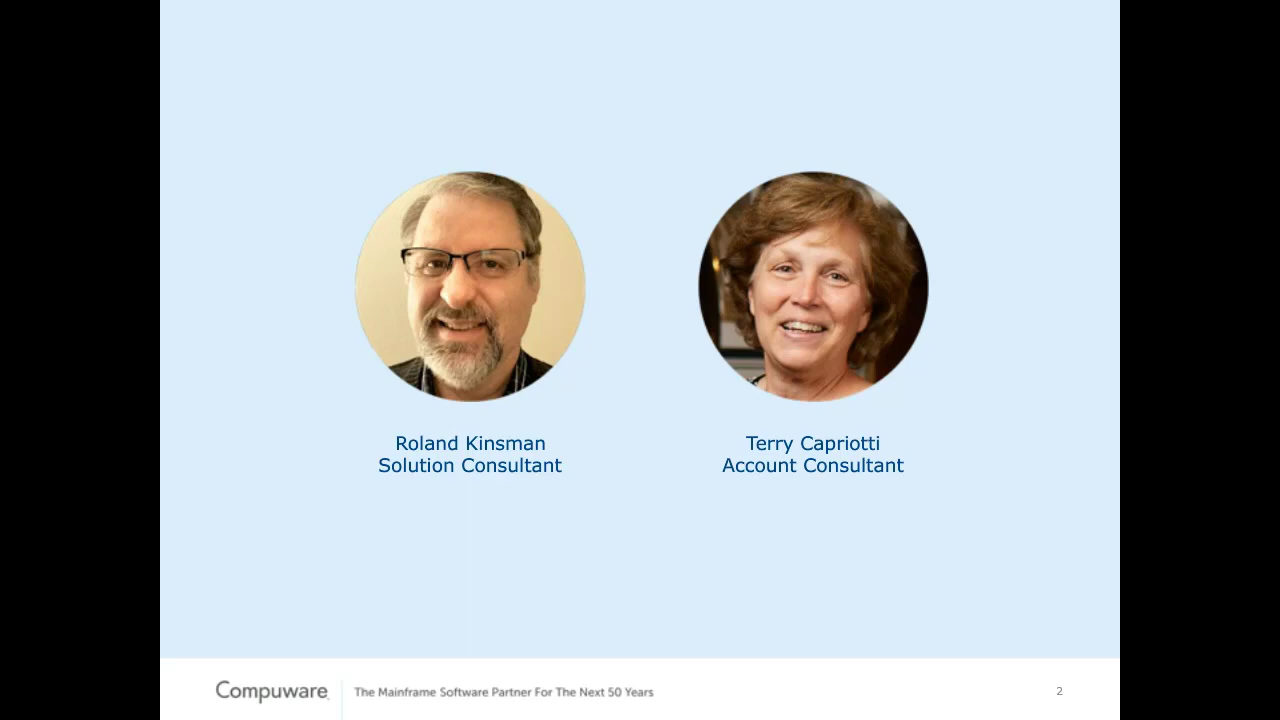 Roland Kinsman
Solution Consultant
Terry Capriotti
Account Consultant
Compuware
The Mainframe Software Partner For The Next 50 Years
2